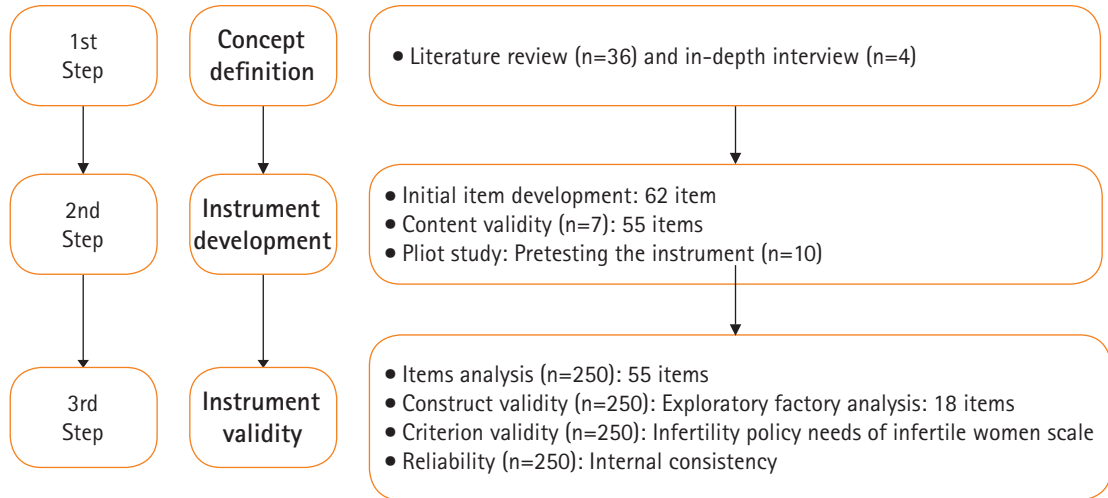 1st
Step
Concept
definition
• Literature review (n=36) and in-depth interview (n=4)
2nd
Step
Instrument
development
• Initial item development: 62 item
• Content validity (n=7): 55 items
• Pliot study: Pretesting the instrument (n=10)
3rd
Step
Instrument
validity
• Items analysis (n=250): 55 items
• Construct validity (n=250): Exploratory factory analysis: 18 items
• Criterion validity (n=250): Infertility policy needs of infertile women scale
• Reliability (n=250): Internal consistency